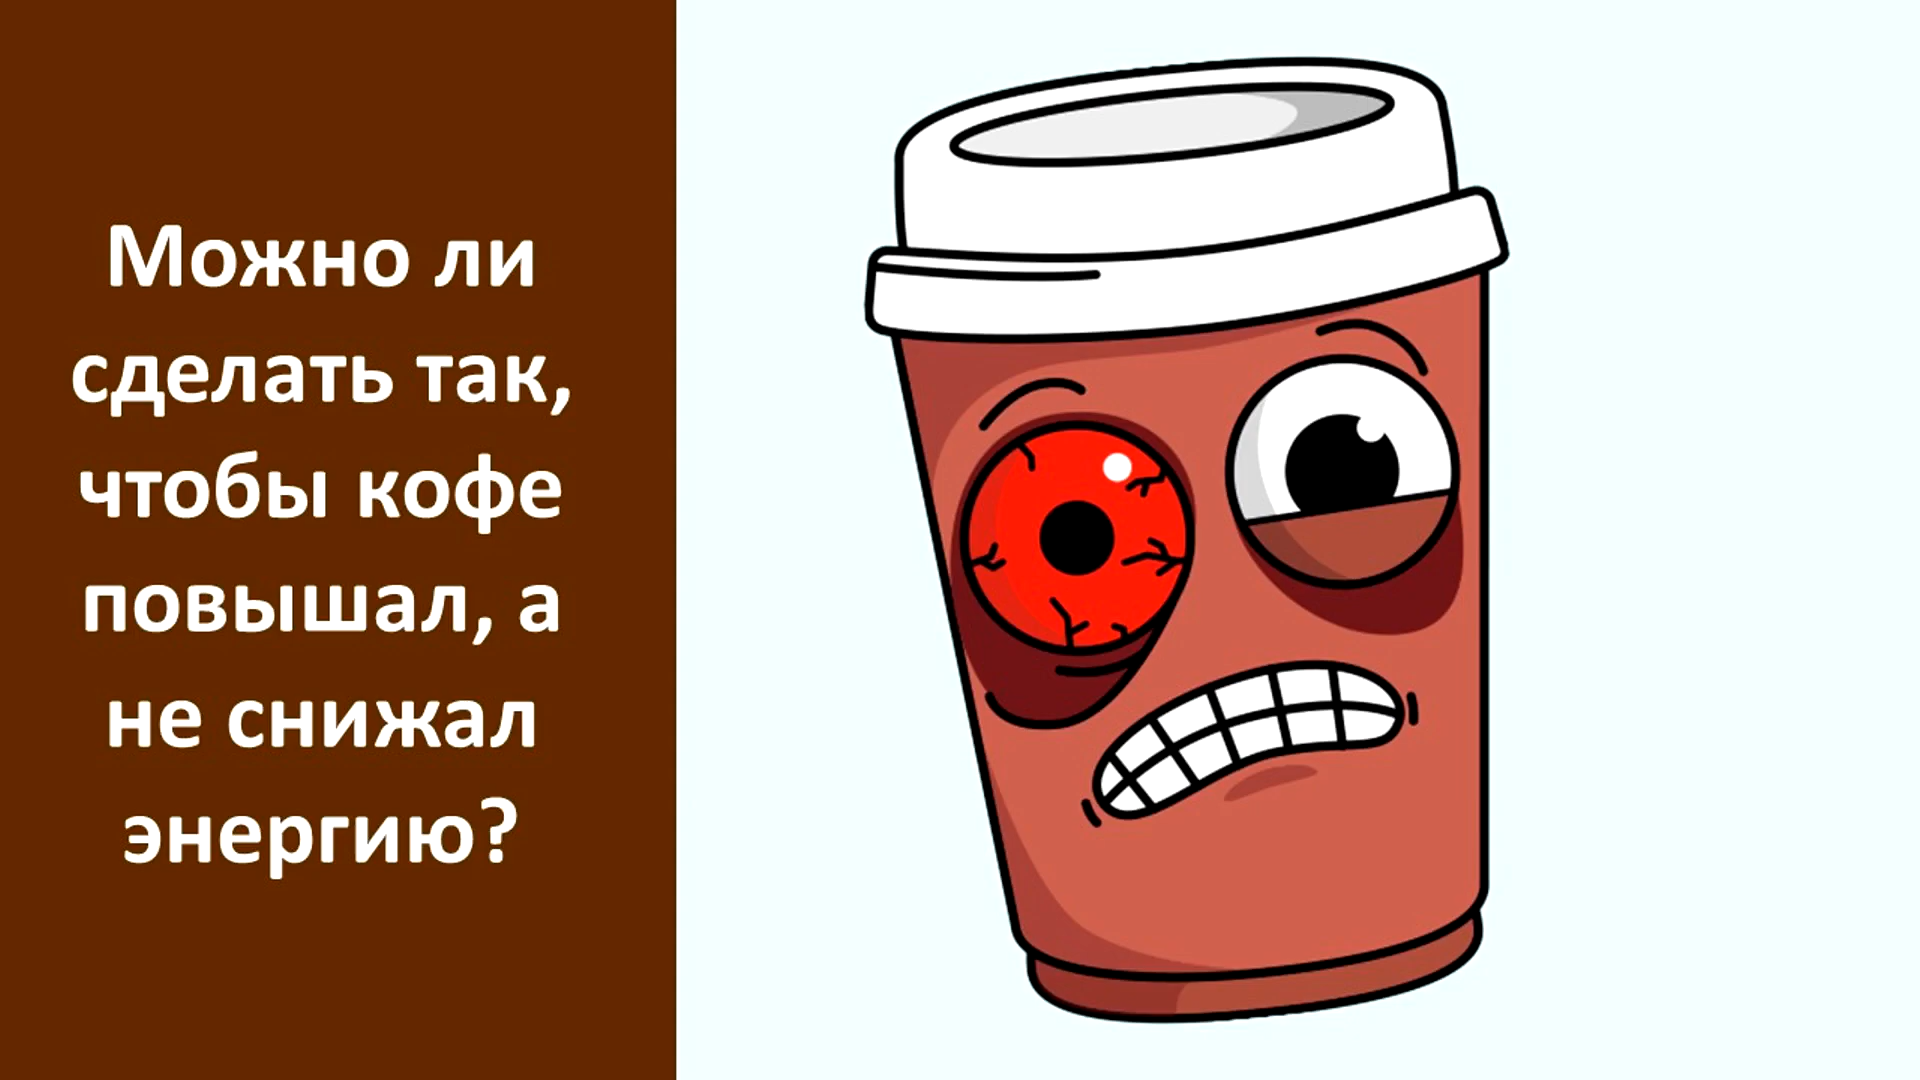 Можно ли
сделать так,
чтобы кофе
повышал, а
не снижал
энергию?